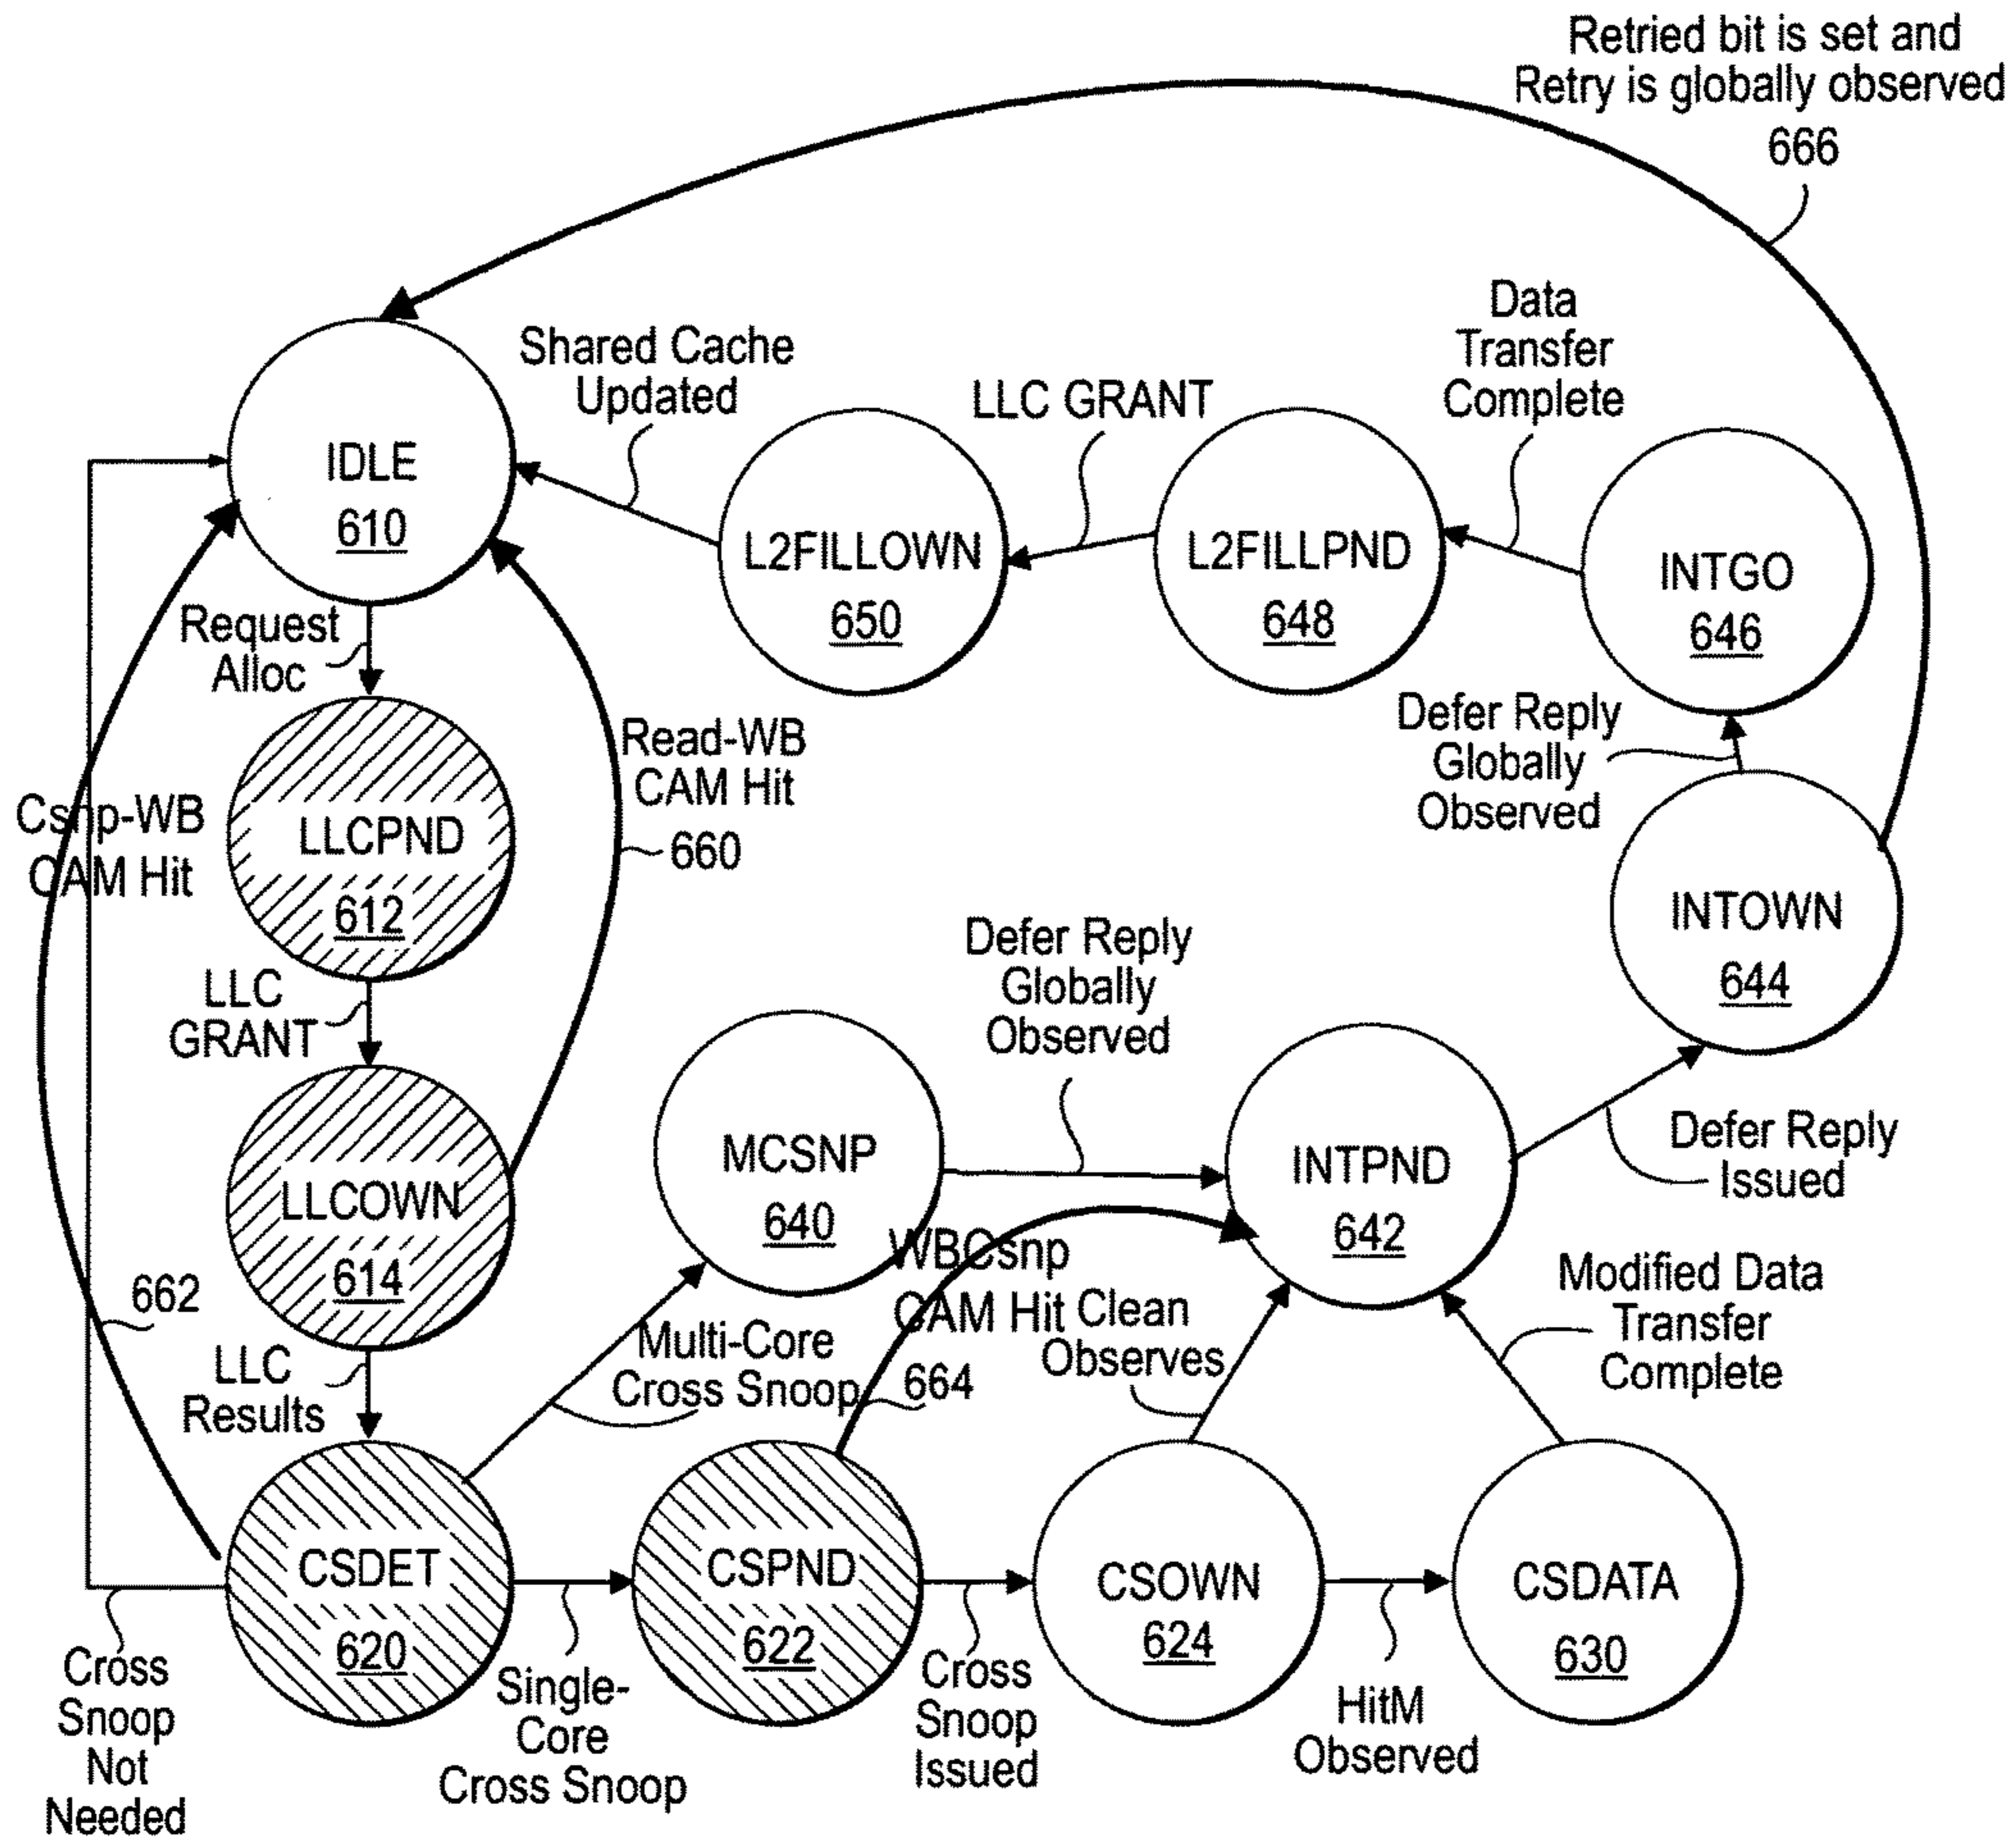 Retried bit is set and
Retry is globally observed
666
Data
Transfer
Complete
Shared Cache
Updated
LLC GRANT
IDLE
610
L2FILLOWN
650
L2FILLPND
648
INTGO
646
Request
Alloc
Read-WB
CAM Hit
660
Defer Reply
Globally
Observed
Csnp-WB
CAM Hit
LLCPND
612
INTOWN
644
LLC
GRANT
Defer Reply
Globally
Observed
LLCOWN
614
MCSNP
640
INTPND
642
Defer Reply
Issued
WBCsnp
CAM Hit
664
Clean
Observes
Modified Data
Transfer
Complete
662
LLC
Results
Multi-Core
Cross Snoop
CSDET
620
CSPND
622
CSOWN
624
CSDATA
630
Cross
Snoop
Not
Needed
Single-
Core
Cross Snoop
Cross
Snoop
Issued
HitM
Observed